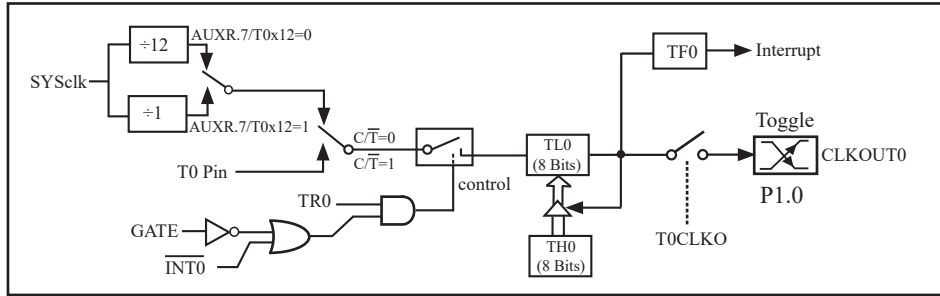 ÷12
AUXR.7/T0x12=0
SYSclk
÷1
AUXR.7/T0x12=1
T0 Pin
C/T̅=0
C/T̅=1
control
TR0
GATE
I̅N̅T̅0̅
TL0
(8 Bits)
TH0
(8 Bits)
TF0
Interrupt
Toggle
CLKOUT0
P1.0
T0CLKO